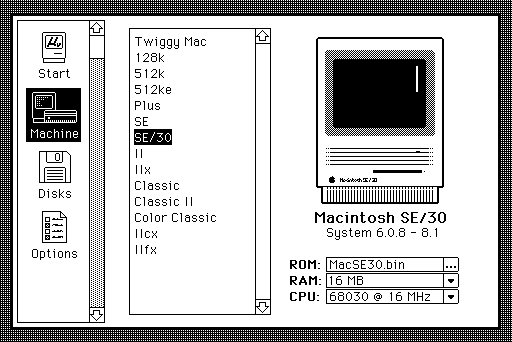 Start
Machine
Disks
Options
Twiggy Mac
128k
512k
512ke
Plus
SE
SE/30
II
IIx
Classic
Classic II
Color Classic
IIcx
IIfx
Macintosh SE/30
Macintosh SE/30
System 6.0.8 - 8.1
ROM: MacSE30.bin ...
RAM: 16 MB
CPU: 68030 @ 16 MHz